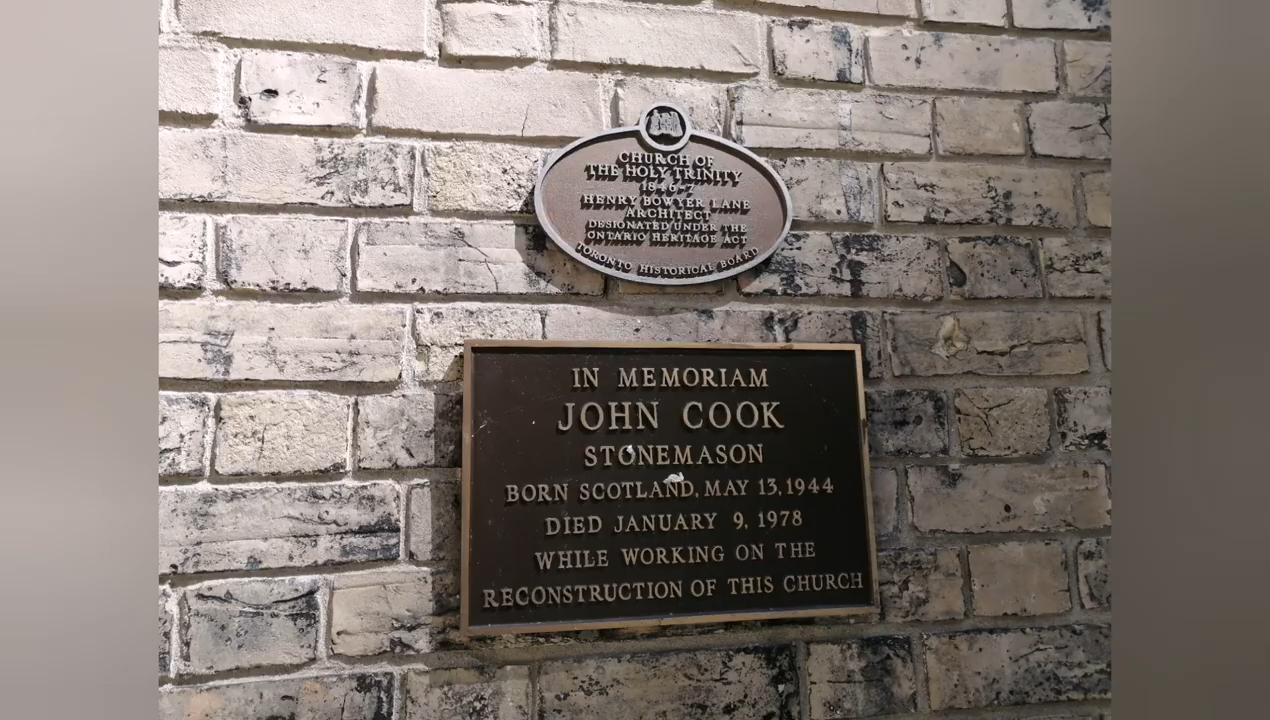 CHURCH OF
THE HOLY TRINITY
1846-7
HENRY BOWYER LANE
ARCHITECT
DESIGNATED UNDER THE
ONTARIO HERITAGE ACT
TORONTO HISTORICAL BOARD
IN MEMORIAM
JOHN COOK
STONEMASON
BORN SCOTLAND, MAY 13, 1944
DIED JANUARY 9, 1978
WHILE WORKING ON THE
RECONSTRUCTION OF THIS CHURCH